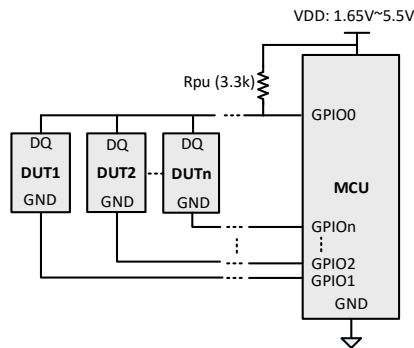 VDD: 1.65V~5.5V
Rpu (3.3k)
GPIO0
DQ DQ DQ
DUT1 DUT2 DUTn
MCU
GND GND GND
GPIOn
GPIO2
GPIO1
GND